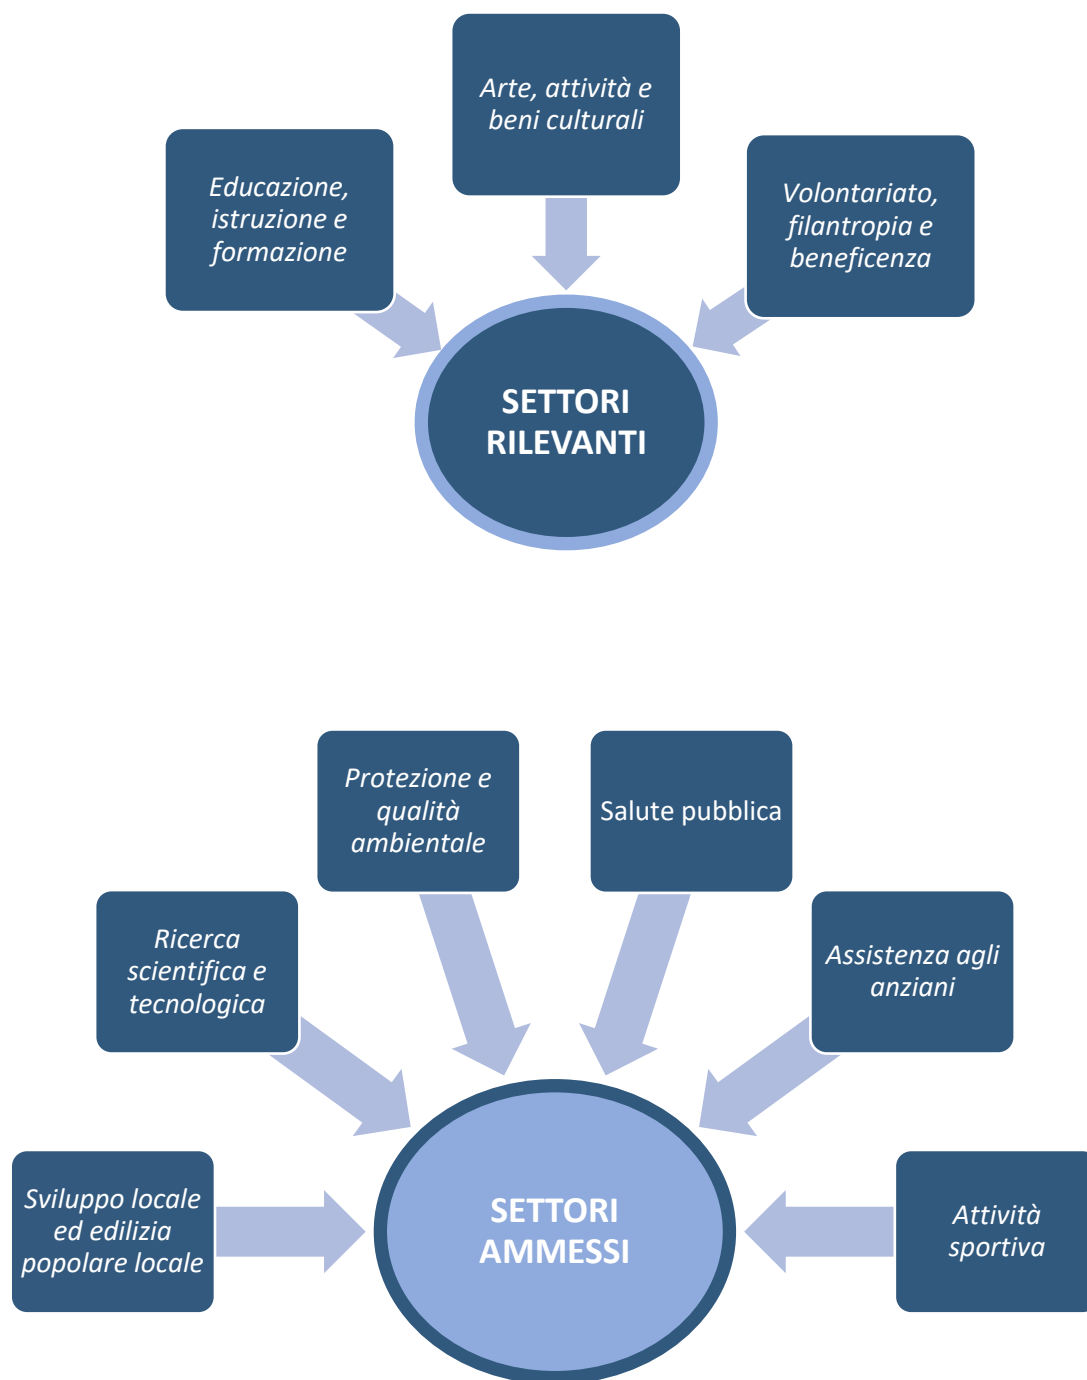 Arte, attività e
beni culturali
Educazione,
istruzione e
formazione
Volontariato,
filantropia e
beneficenza
SETTORI
RILEVANTI
Protezione e
qualità
ambientale
Salute pubblica
Ricerca
scientifica e
tecnologica
Assistenza agli
anziani
Sviluppo locale
ed edilizia
popolare locale
SETTORI
AMMESSI
Attività
sportiva